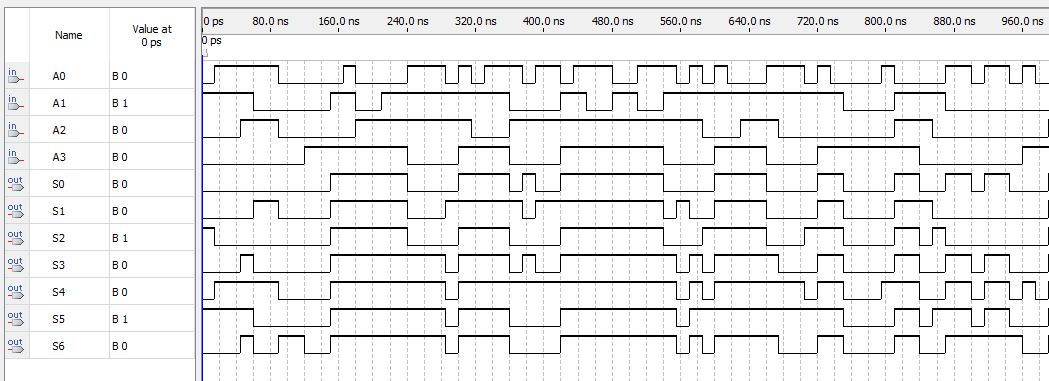 Name
Value at
0 ps
0 ps 80.0 ns 160.0 ns 240.0 ns 320.0 ns 400.0 ns 480.0 ns 560.0 ns 640.0 ns 720.0 ns 800.0 ns 880.0 ns 960.0 ns
0 ps
in A0 B 0
in A1 B 1
in A2 B 0
in A3 B 0
out S0 B 0
out S1 B 0
out S2 B 1
out S3 B 0
out S4 B 0
out S5 B 1
out S6 B 0